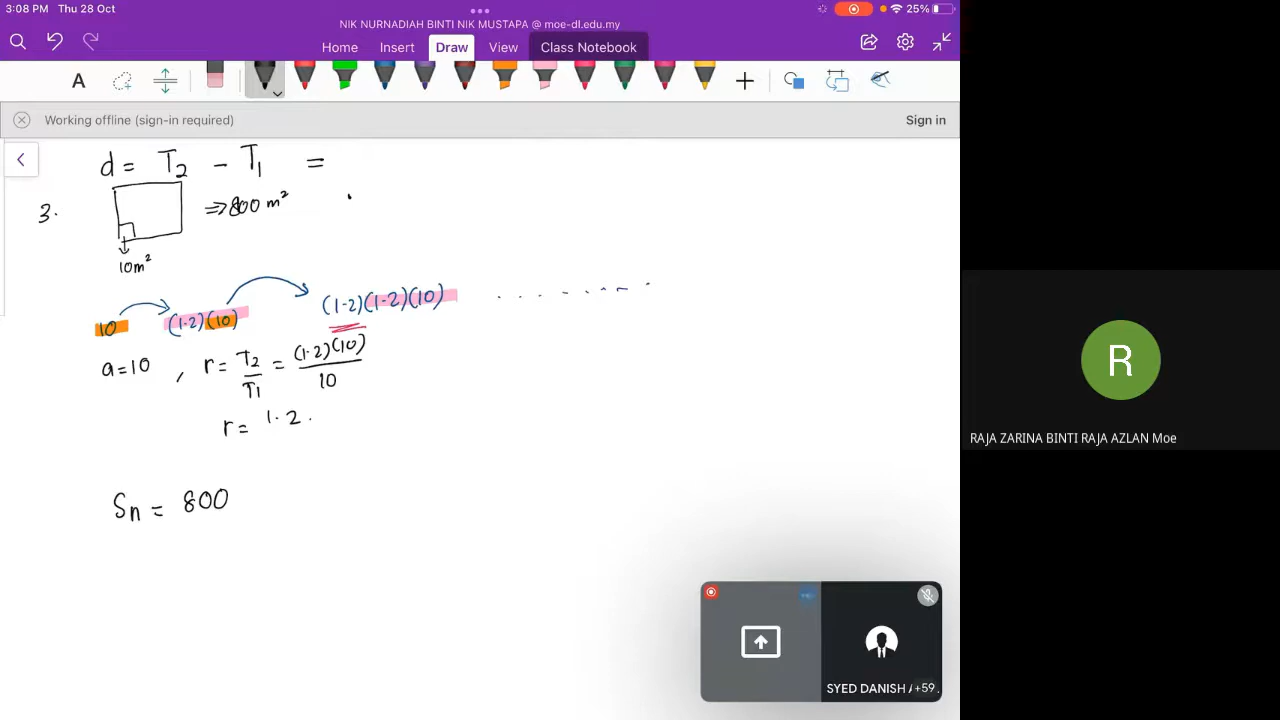 3:08 PM Thu 28 Oct
25%
NIK NURNADIAH BINTI NIK MUSTAPA @ moe-dl.edu.my
Home Insert Draw View Class Notebook
A
Working offline (sign-in required) Sign in
d = T₂ - T₁ =
3. ⇒ 800 m²
10m²
10 (1·2)(10) (1·2)(1·2)(10) . . . . . . . .
a = 10 , r = T₂/T₁ = (1·2)(10)/10
r = 1·2 .
Sn = 800
R
RAJA ZARINA BINTI RAJA AZLAN Moe
SYED DANISH A +59